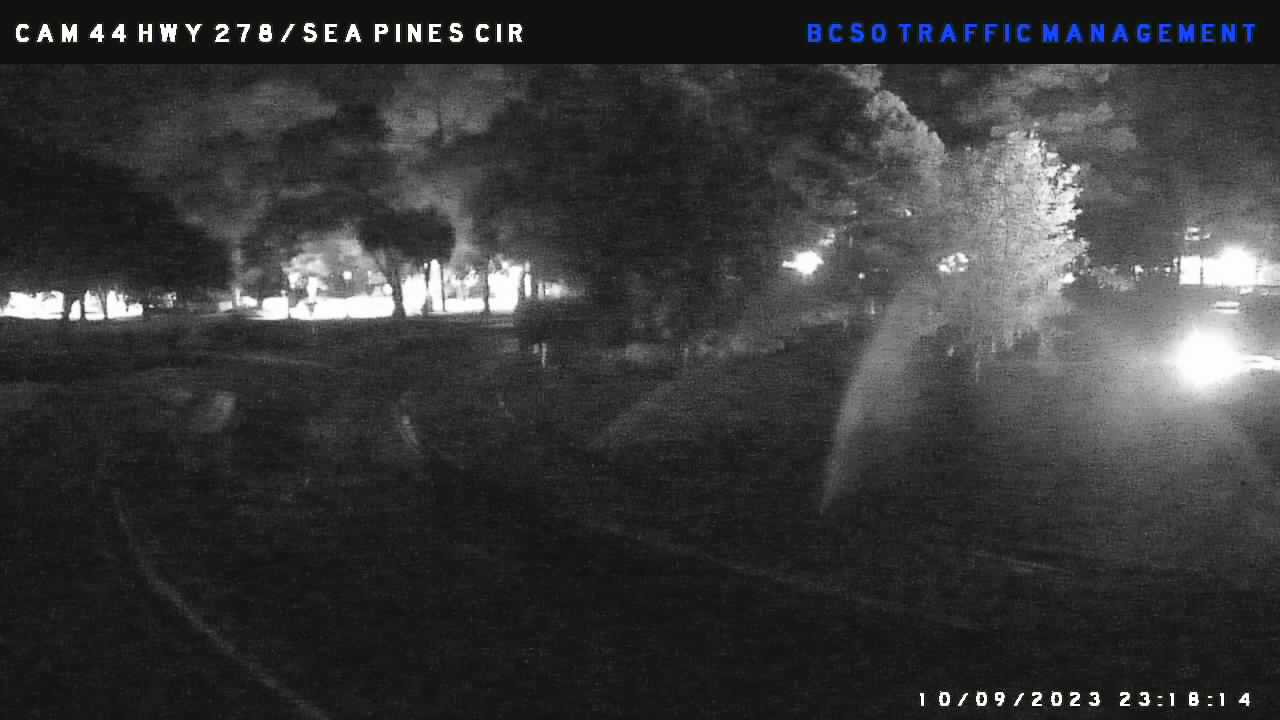 CAM 44 HWY 278/SEA PINES CIR
BCSO TRAFFIC MANAGEMENT
10/09/2023 23:18:14